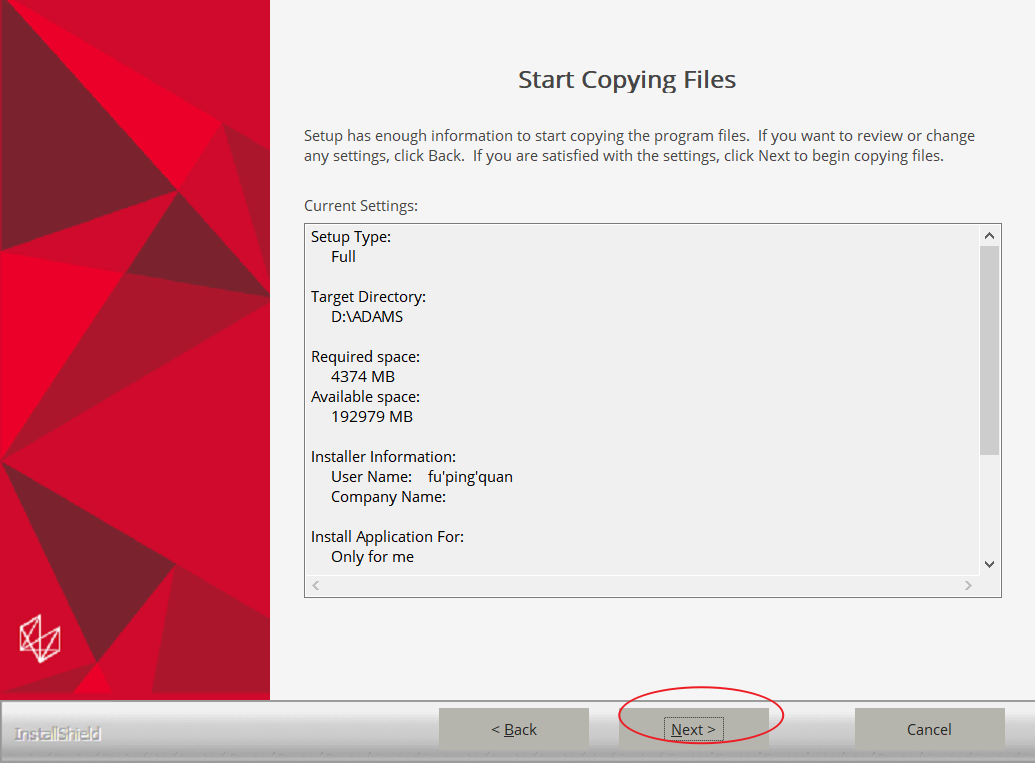 Start Copying Files
Setup has enough information to start copying the program files.  If you want to review or change
any settings, click Back.  If you are satisfied with the settings, click Next to begin copying files.
Current Settings:
Setup Type:
Full
Target Directory:
D:\ADAMS
Required space:
4374 MB
Available space:
192979 MB
Installer Information:
User Name:    fu'ping'quan
Company Name:
Install Application For:
Only for me
InstallShield
< Back
Next >
Cancel